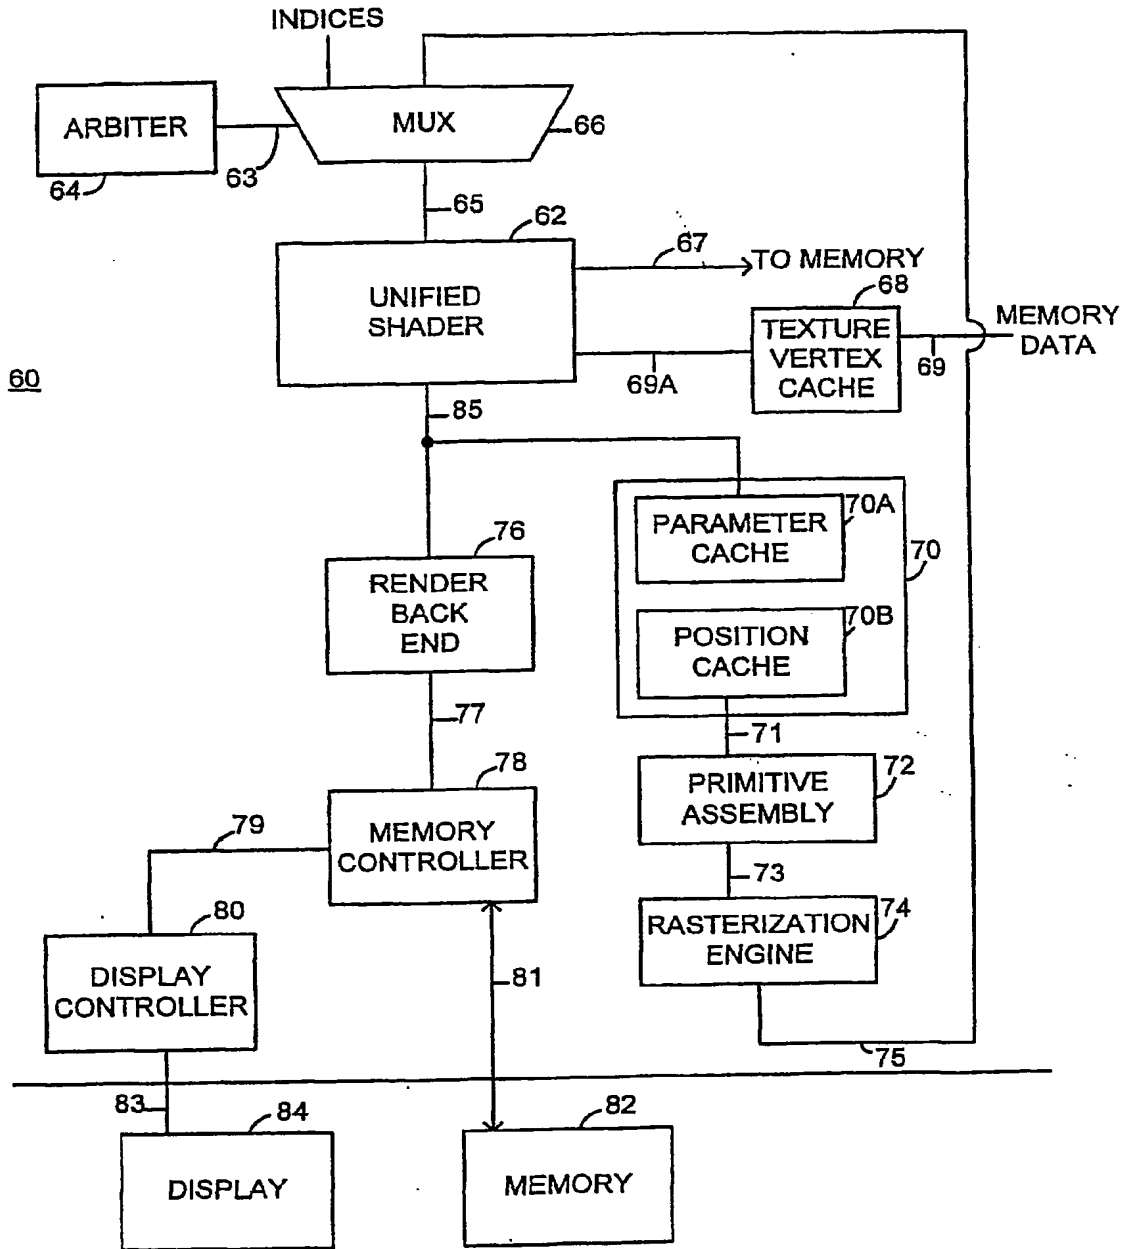 INDICES
ARBITER
MUX
66
64
63
65
62
67
TO MEMORY
UNIFIED
SHADER
68
TEXTURE
VERTEX
CACHE
MEMORY
DATA
69
69A
60
85
70A
PARAMETER
CACHE
70
76
RENDER
BACK
END
70B
POSITION
CACHE
77
71
78
PRIMITIVE
ASSEMBLY
72
79
MEMORY
CONTROLLER
73
80
RASTERIZATION
ENGINE
74
DISPLAY
CONTROLLER
81
75
83
84
82
DISPLAY
MEMORY